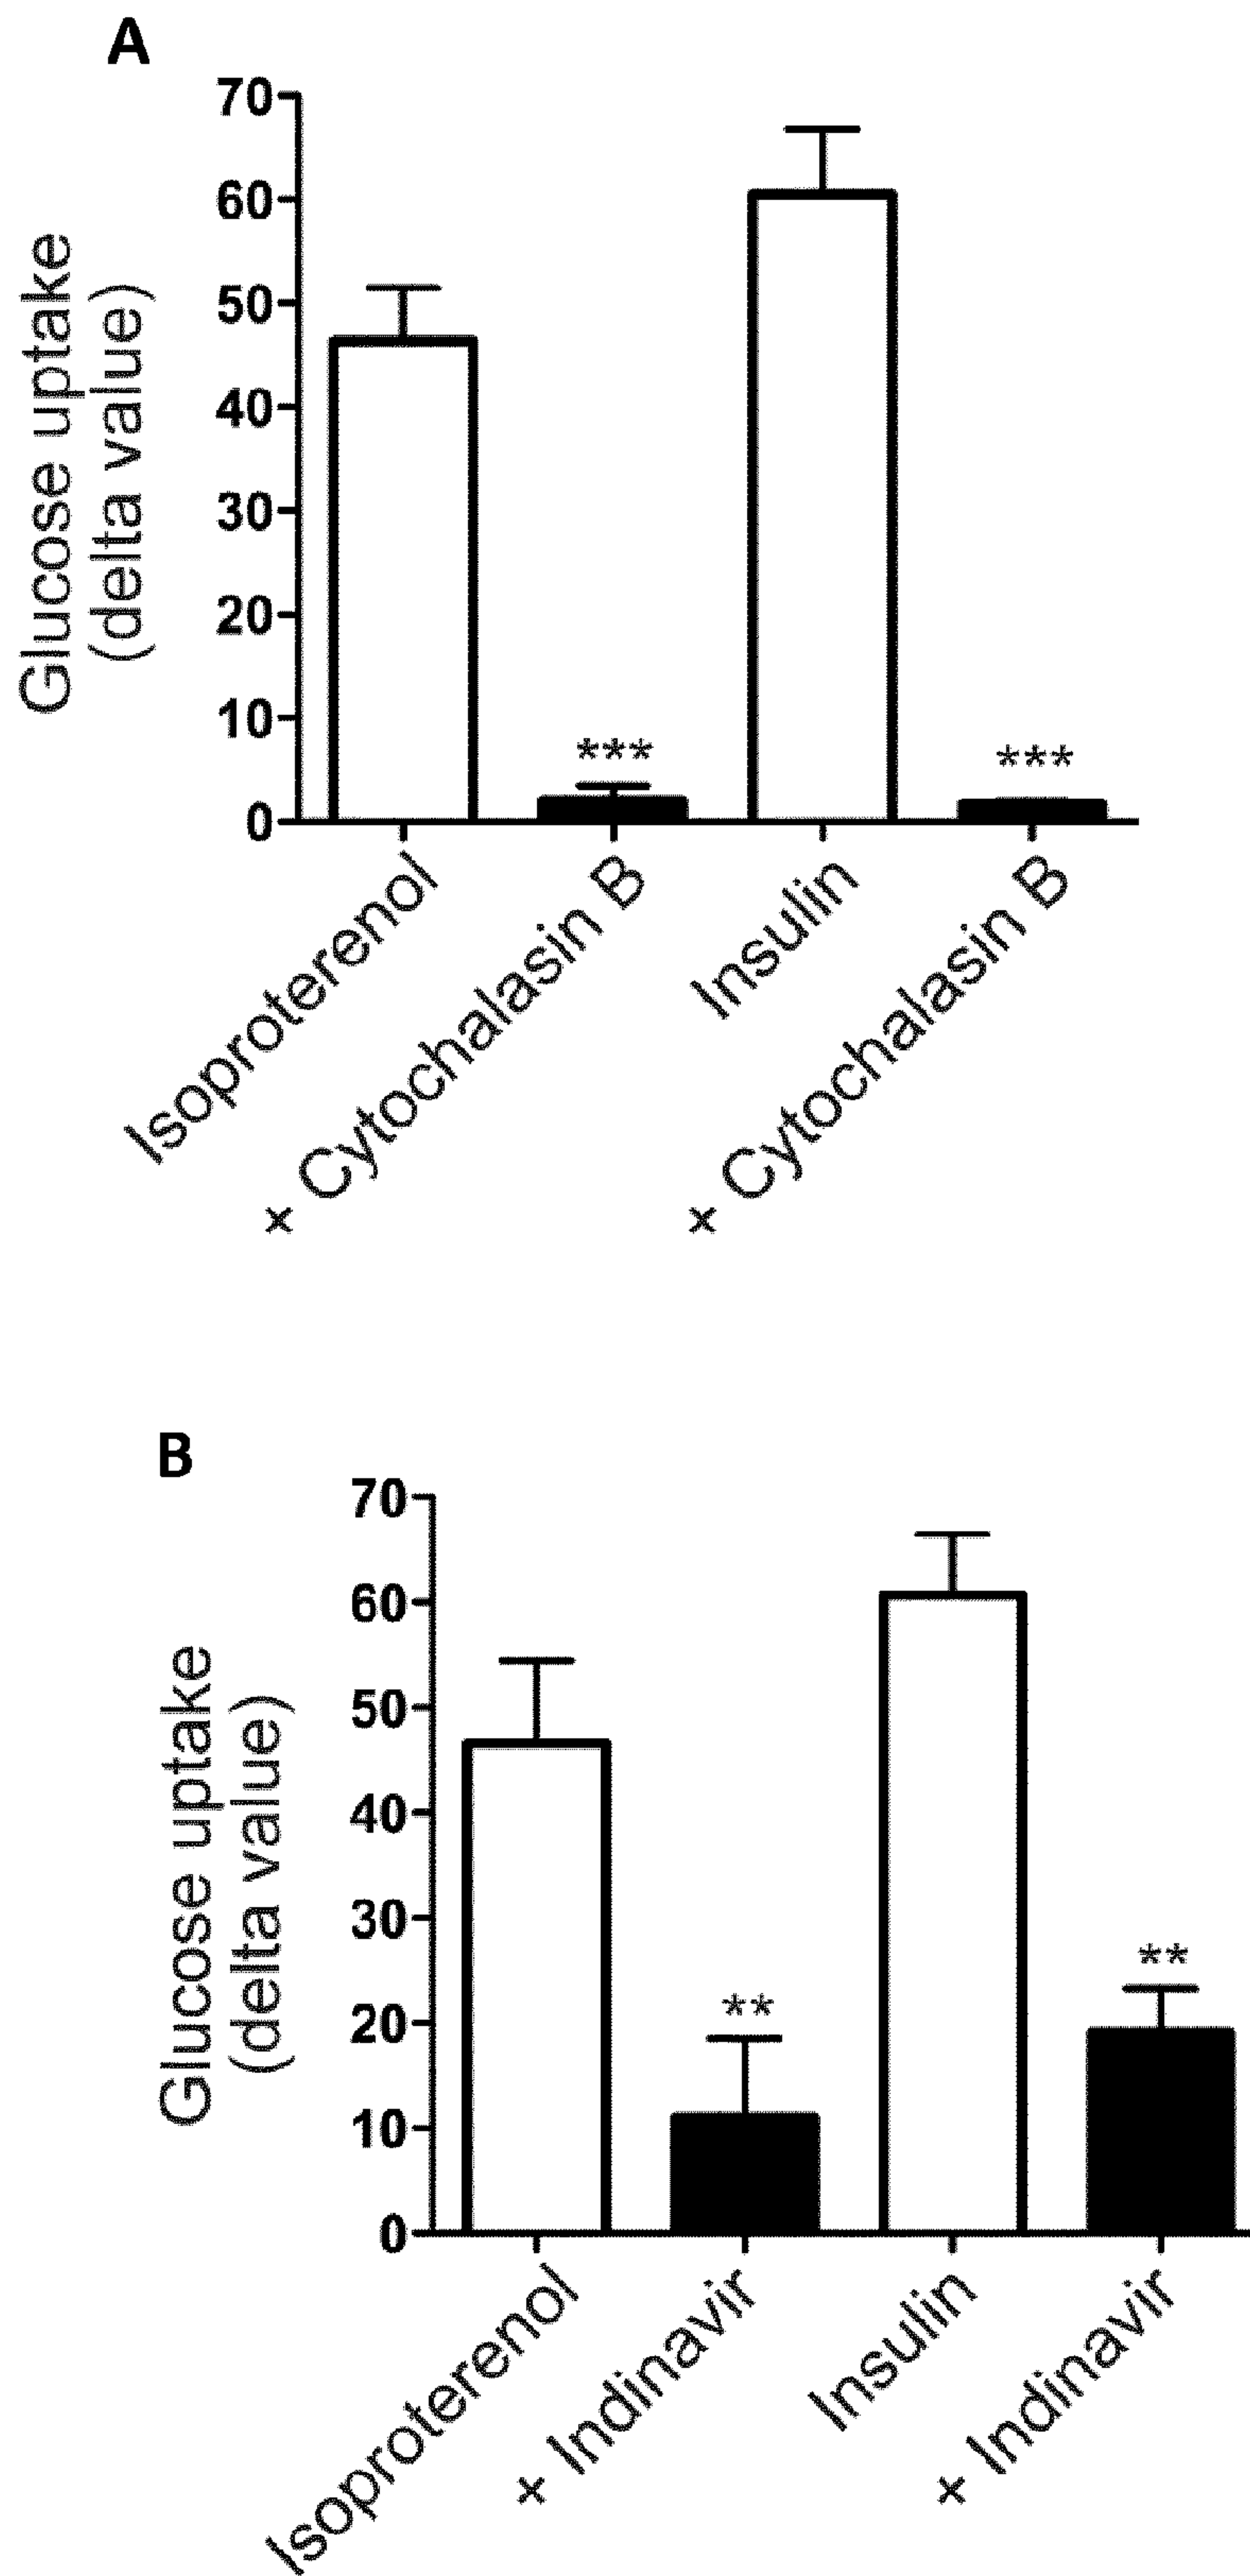 A
Glucose uptake
(delta value)
70
60
50
40
30
20
10
0
***
***
Isoproterenol
+ Cytochalasin B
Insulin
+ Cytochalasin B
B
Glucose uptake
(delta value)
70
60
50
40
30
20
10
0
**
**
Isoproterenol
+ Indinavir
Insulin
+ Indinavir